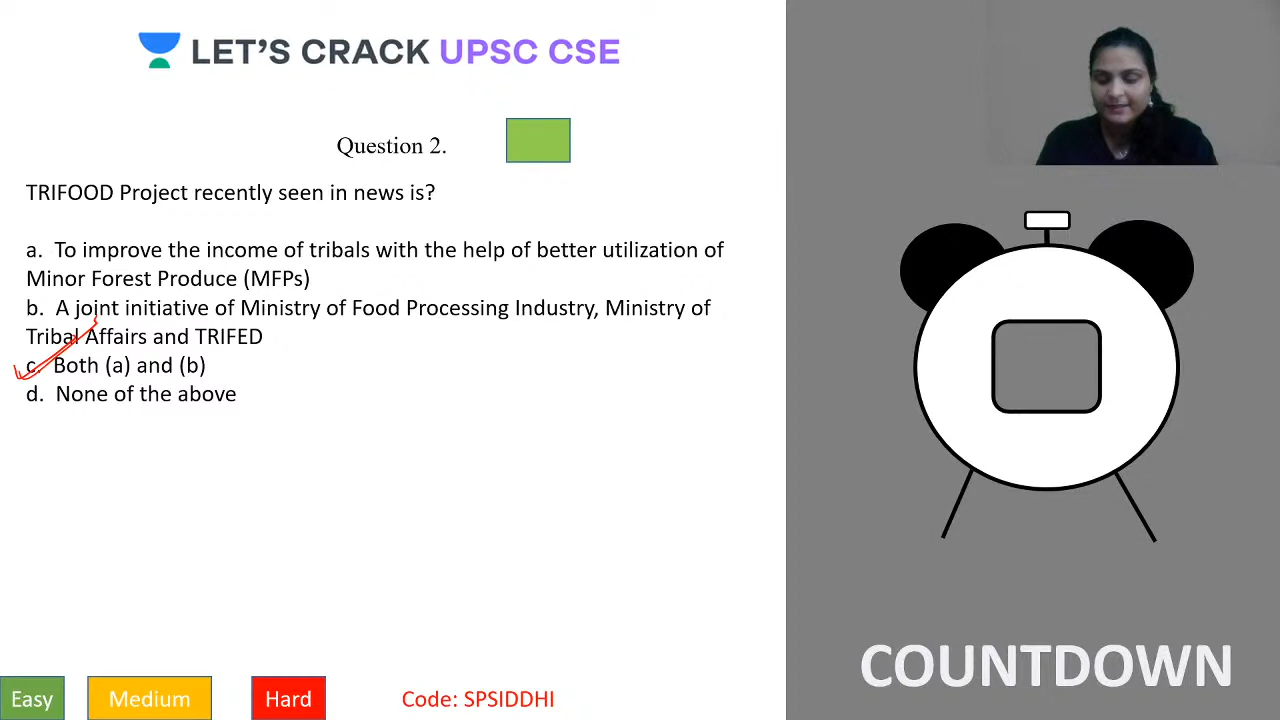 LET'S CRACK UPSC CSE
Question 2.
TRIFOOD Project recently seen in news is?
a. To improve the income of tribals with the help of better utilization of
Minor Forest Produce (MFPs)
b. A joint initiative of Ministry of Food Processing Industry, Ministry of
Tribal Affairs and TRIFED
c. Both (a) and (b)
d. None of the above
COUNTDOWN
Easy
Medium
Hard
Code: SPSIDDHI